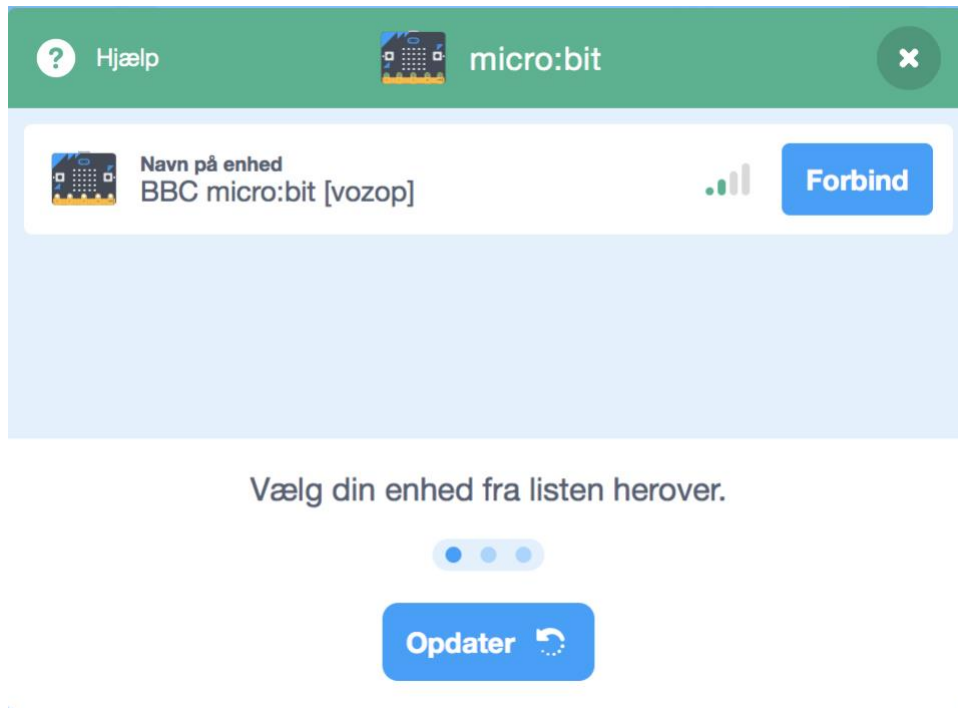 Hjælp
micro:bit
Navn på enhed
BBC micro:bit [vozop]
Forbind
Vælg din enhed fra listen herover.
Opdater